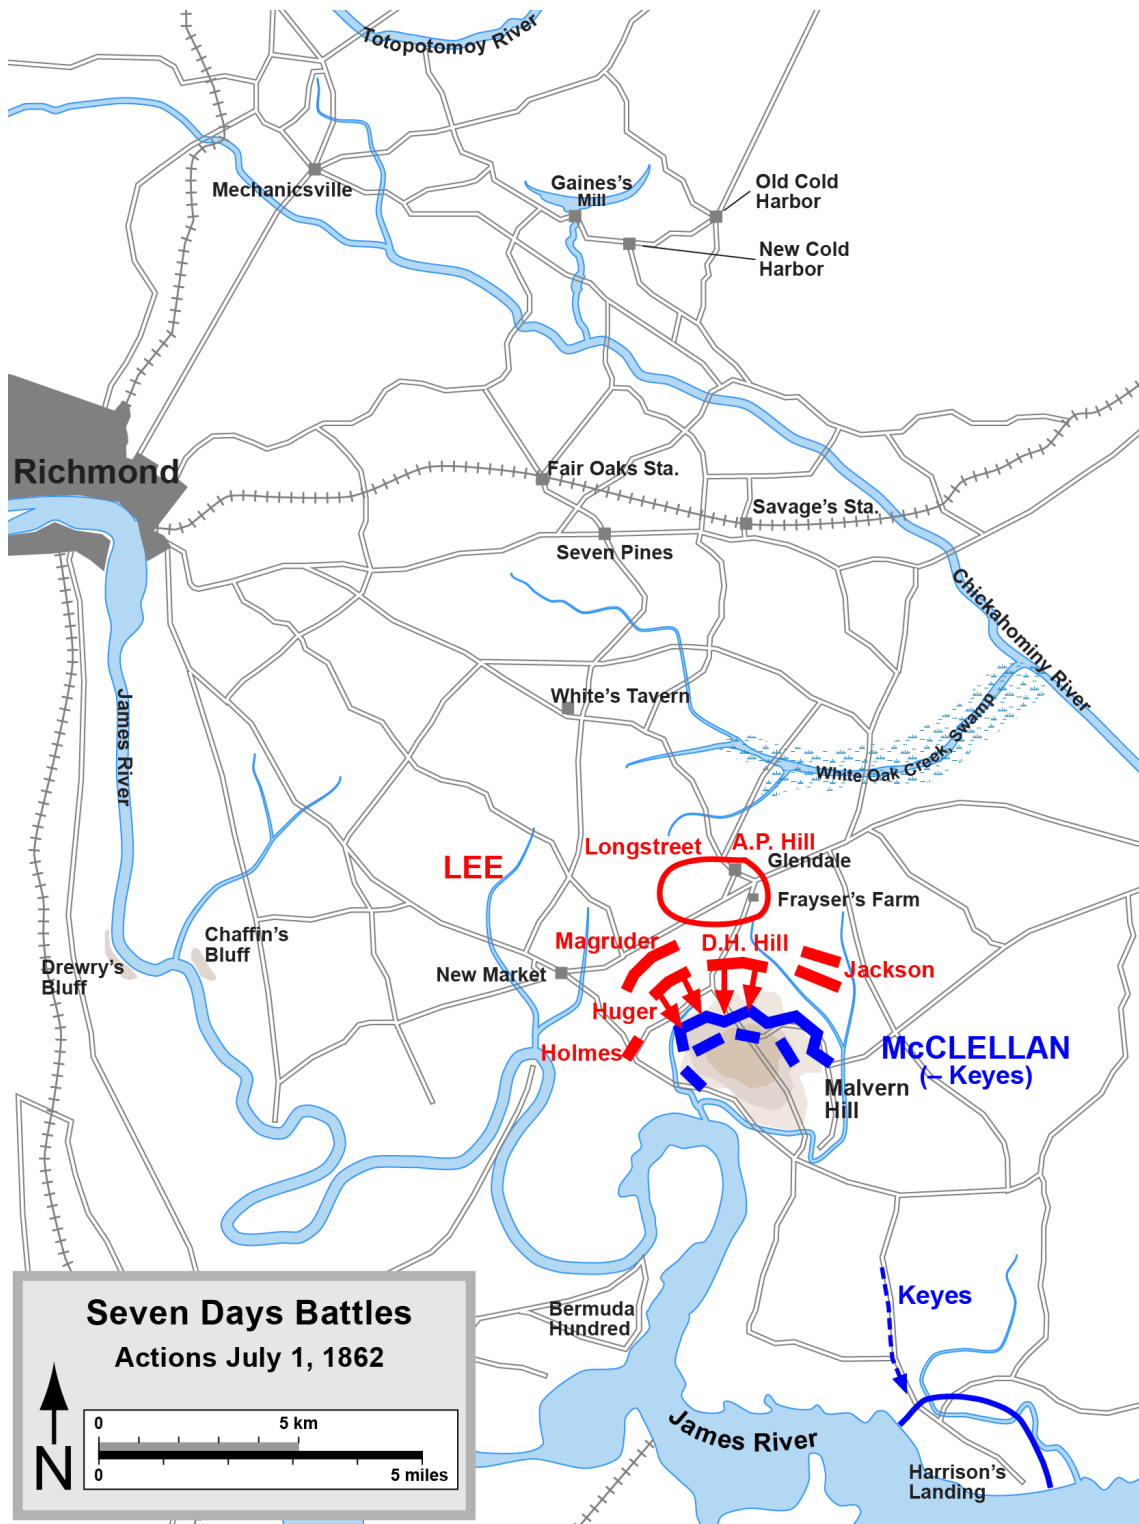 Totopotomoy River
Mechanicsville
Gaines’s
Mill
Old Cold
Harbor
New Cold
Harbor
Richmond
Fair Oaks Sta.
Savage’s Sta.
Seven Pines
Chickahominy River
White’s Tavern
James River
White Oak Creek, Swamp
Longstreet
A.P. Hill
Glendale
LEE
Frayser’s Farm
Chaffin’s
Bluff
Magruder
D.H. Hill
Drewry’s
Bluff
New Market
Jackson
Huger
Holmes
McCLELLAN
(– Keyes)
Malvern
Hill
Keyes
Bermuda
Hundred
James River
Harrison’s
Landing
Seven Days Battles
Actions July 1, 1862
N
0
5 km
0
5 miles